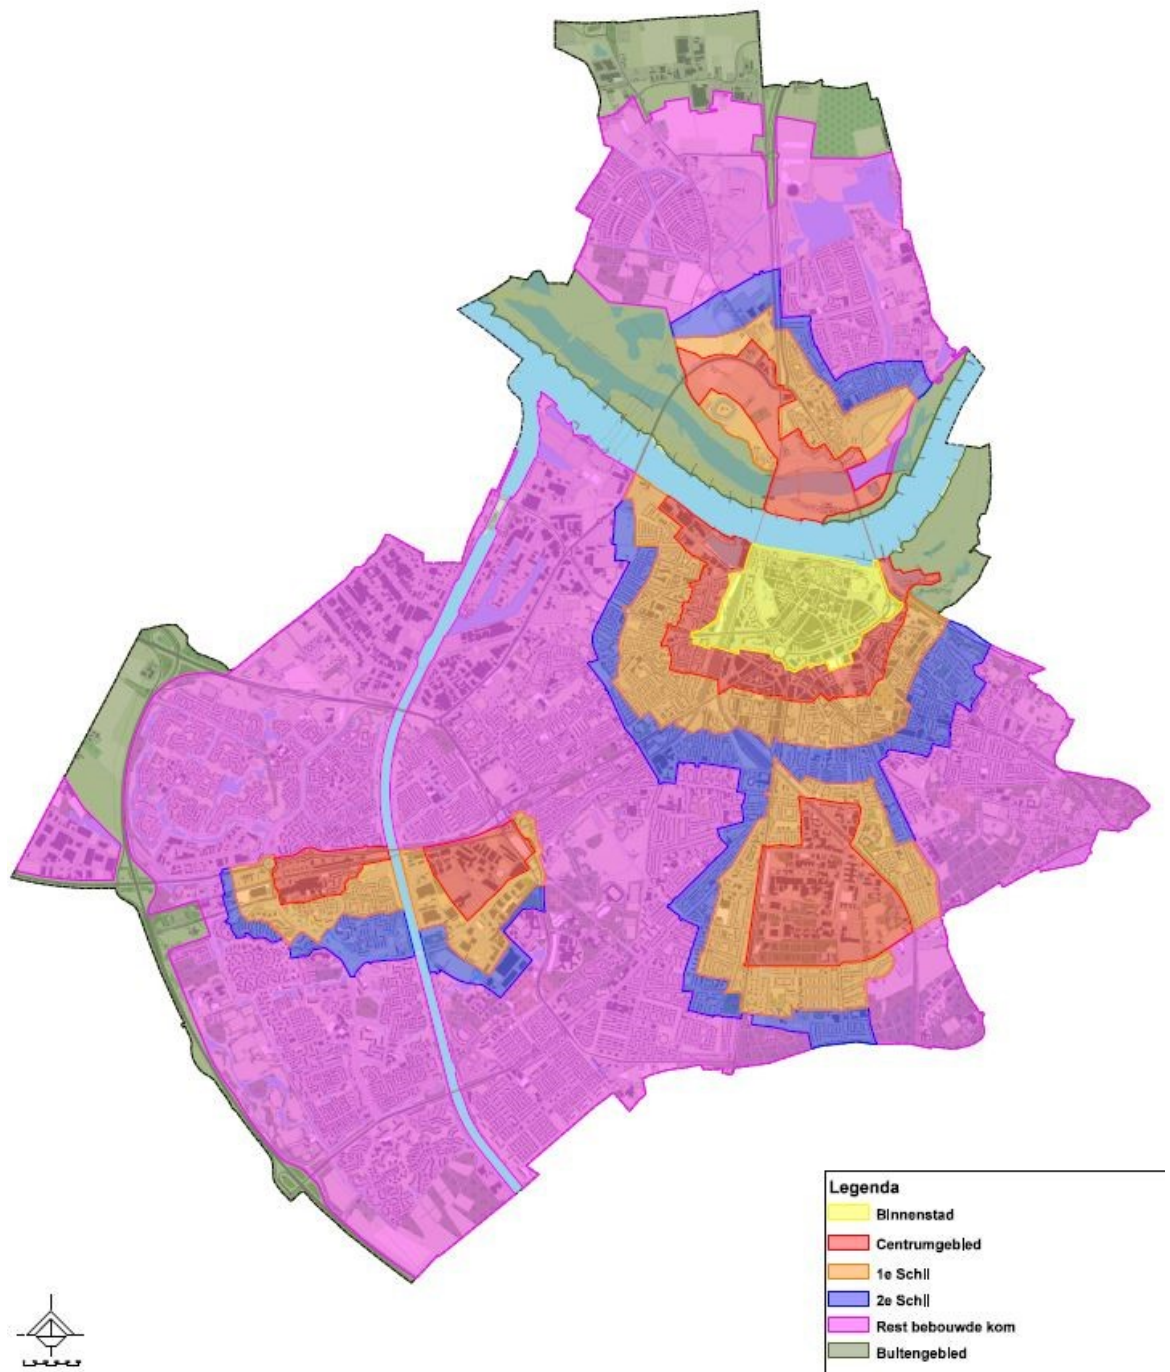 Legenda
Binnenstad
Centrumgebied
1e Schil
2e Schil
Rest bebouwde kom
Buitengebied